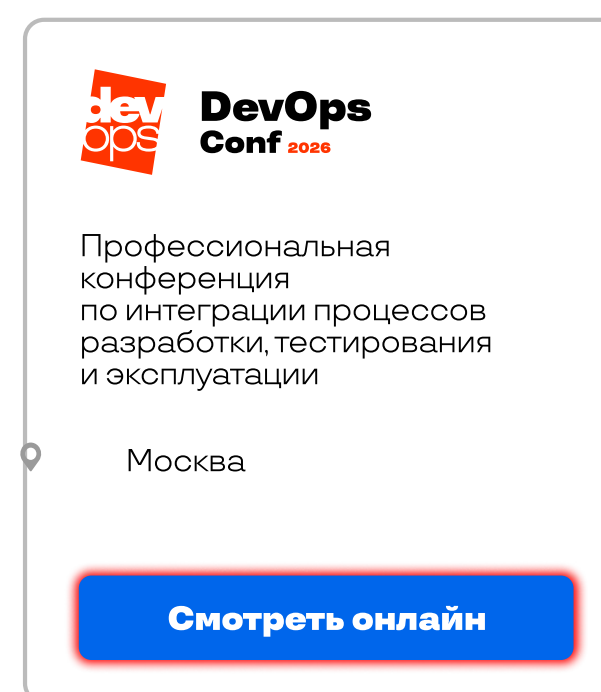 dev
ops
DevOps
Conf 2026
Профессиональная
конференция
по интеграции процессов
разработки, тестирования
и эксплуатации
Москва
Смотреть онлайн